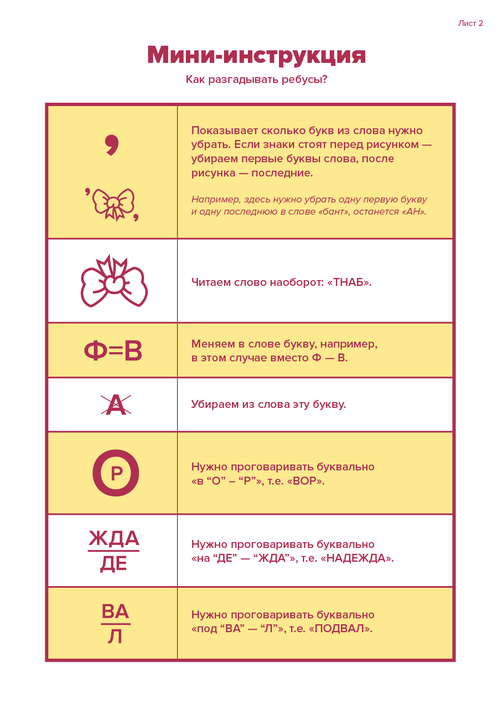 Лист 2
Мини-инструкция
Как разгадывать ребусы?
,
Показывает сколько букв из слова нужно
убрать. Если знаки стоят перед рисунком —
убираем первые буквы слова, после
рисунка — последние.
, ,
Например, здесь нужно убрать одну первую букву
и одну последнюю в слове «бант», останется «АН».
Читаем слово наоборот: «ТНАБ».
Ф=В
Меняем в слове букву, например,
в этом случае вместо Ф — В.
А
Убираем из слова эту букву.
О
Р
Нужно проговаривать буквально
«в “О” – “Р”», т.е. «ВОР».
ЖДА
ДЕ
Нужно проговаривать буквально
«на “ДЕ” — “ЖДА”», т.е. «НАДЕЖДА».
ВА
Л
Нужно проговаривать буквально
«под “ВА” — “Л”», т.е. «ПОДВАЛ».